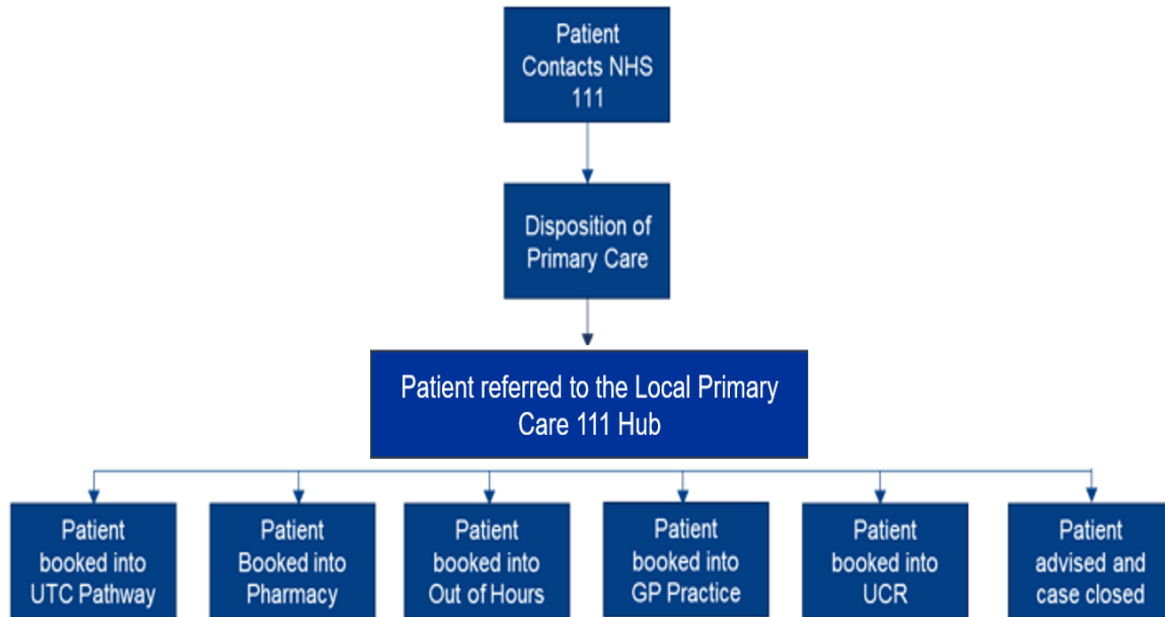 Patient
Contacts NHS
111
Disposition of
Primary Care
Patient referred to the Local Primary
Care 111 Hub
Patient
booked into
UTC Pathway
Patient
Booked into
Pharmacy
Patient
booked into
Out of Hours
Patient
booked into
GP Practice
Patient
booked into
UCR
Patient
advised and
case closed